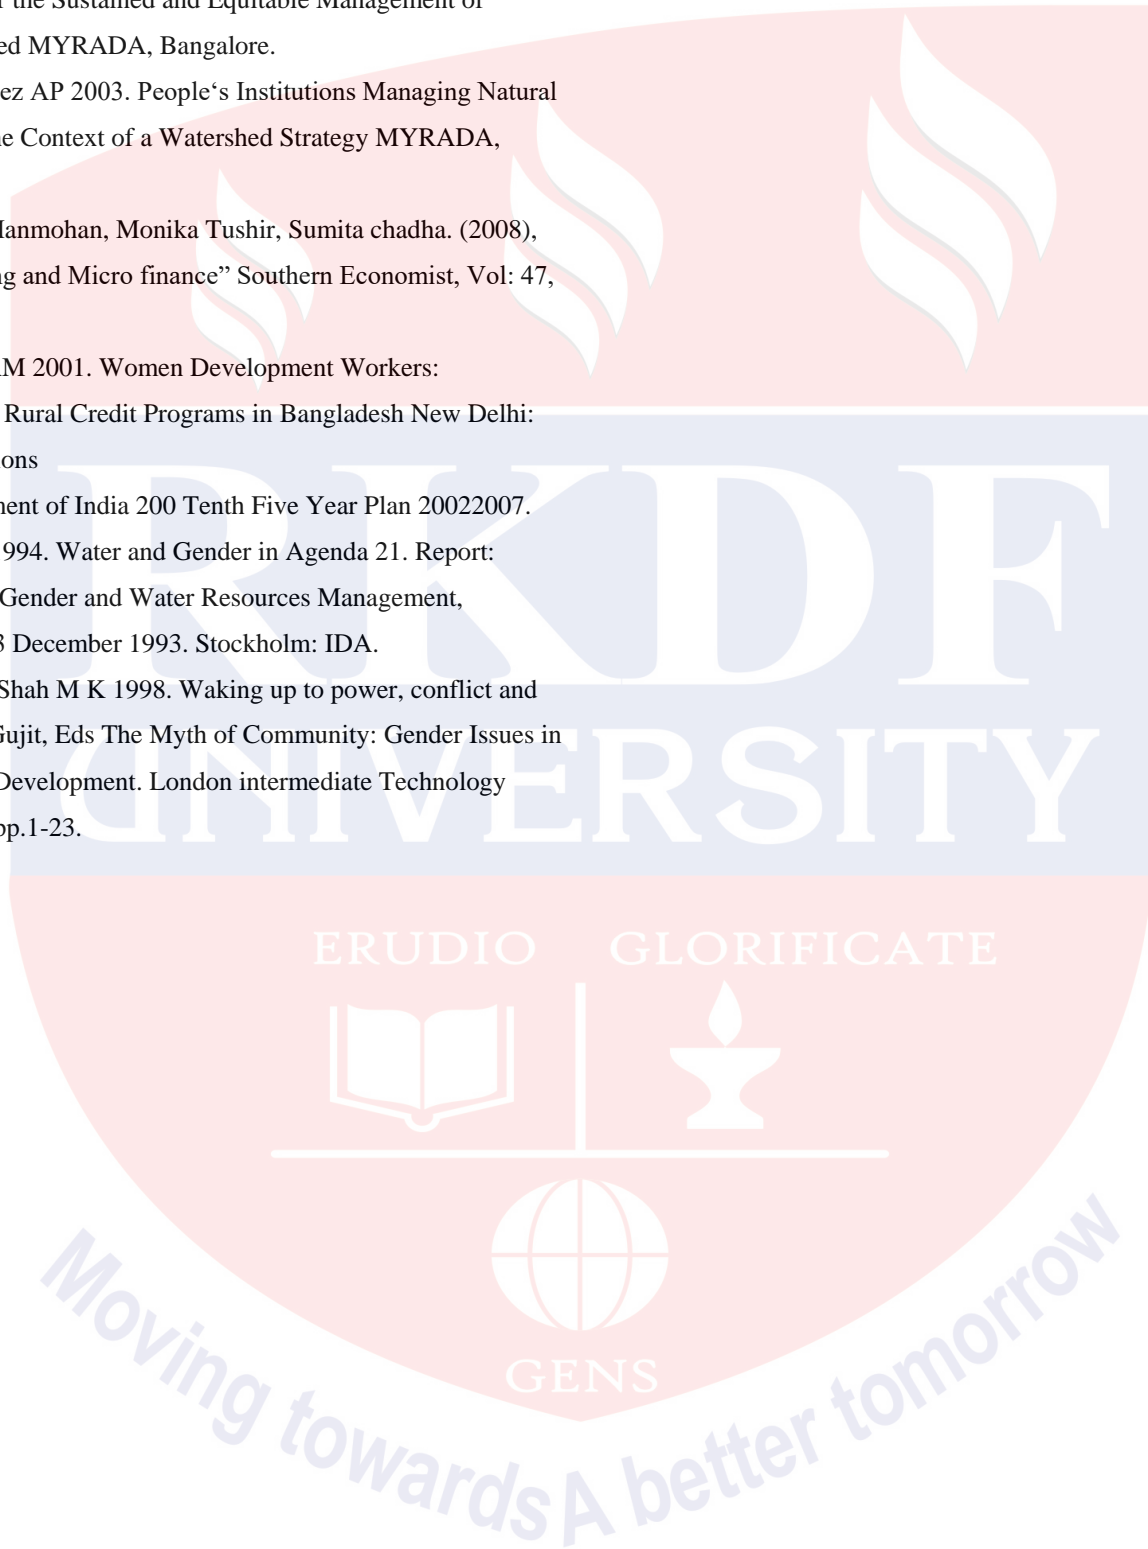 the Sustained and Equitable Management of
ed MYRADA, Bangalore.
ez AP 2003. People‘s Institutions Managing Natural
e Context of a Watershed Strategy MYRADA,
anmohan, Monika Tushir, Sumita chadha. (2008),
g and Micro finance” Southern Economist, Vol: 47,
M 2001. Women Development Workers:
Rural Credit Programs in Bangladesh New Delhi:
ions
ent of India 200 Tenth Five Year Plan 20022007.
994. Water and Gender in Agenda 21. Report:
Gender and Water Resources Management,
3 December 1993. Stockholm: IDA.
Shah M K 1998. Waking up to power, conflict and
Gujit, Eds The Myth of Community: Gender Issues in
Development. London intermediate Technology
pp.1-23.
RKDF
UNIVERSITY
ERUDIO GLORIFICATE
GENS
Moving towards A better tomorrow